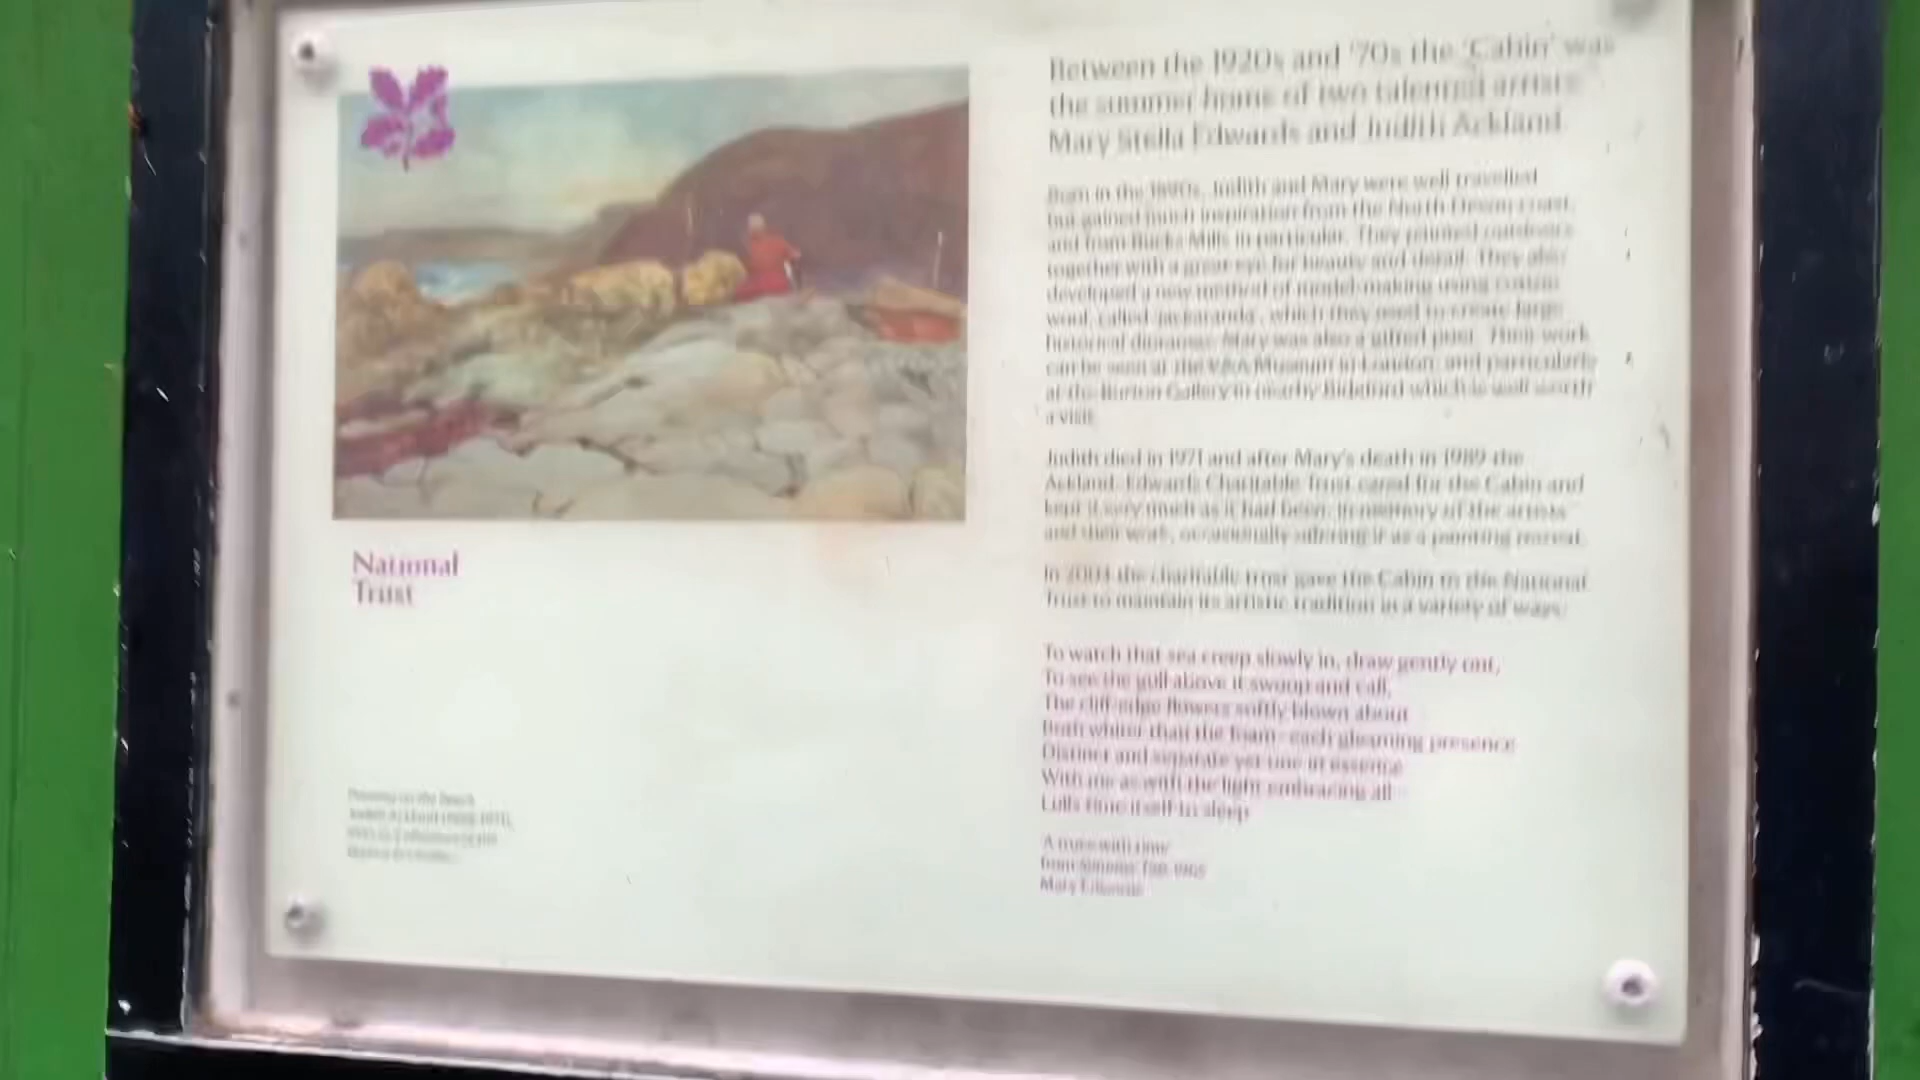 Between the 1920s and '70s the 'Cabin' was
the summer home of two talented artists
Mary Stella Edwards and Judith Ackland.
Born in the 1890s, Judith and Mary were well travelled
but gained much inspiration from the North Devon coast,
and from Bucks Mills in particular. They painted outdoors
together with a great eye for beauty and detail. They also
developed a new method of model-making using cotton
wool, called 'jackaranda', which they used to create large
historical dioramas. Mary was also a gifted poet. Their work
can be seen at the V&A Museum in London, and particularly
at the Burton Gallery in nearby Bideford which is well worth
a visit.
Judith died in 1971 and after Mary's death in 1989 the
Ackland, Edwards Charitable Trust cared for the Cabin and
kept it very much as it had been, in memory of the artists
and their work, occasionally offering it as a painting retreat.
In the charitable trust gave the Cabin to the National
Trust to maintain its artistic tradition in a variety of ways.
To watch that sea creep slowly in, draw gently out,
To see the gull above it swoop and call,
The cliff-edge flowers softly blown about
Both whiter than the foam - each gleaming presence
Distinct and separate yet one in essence
With me as with the light embracing all
Lulls time itself to sleep
A truce with time
from
Mary Edwards
National
Trust
Painting on the beach
Judith Ackland